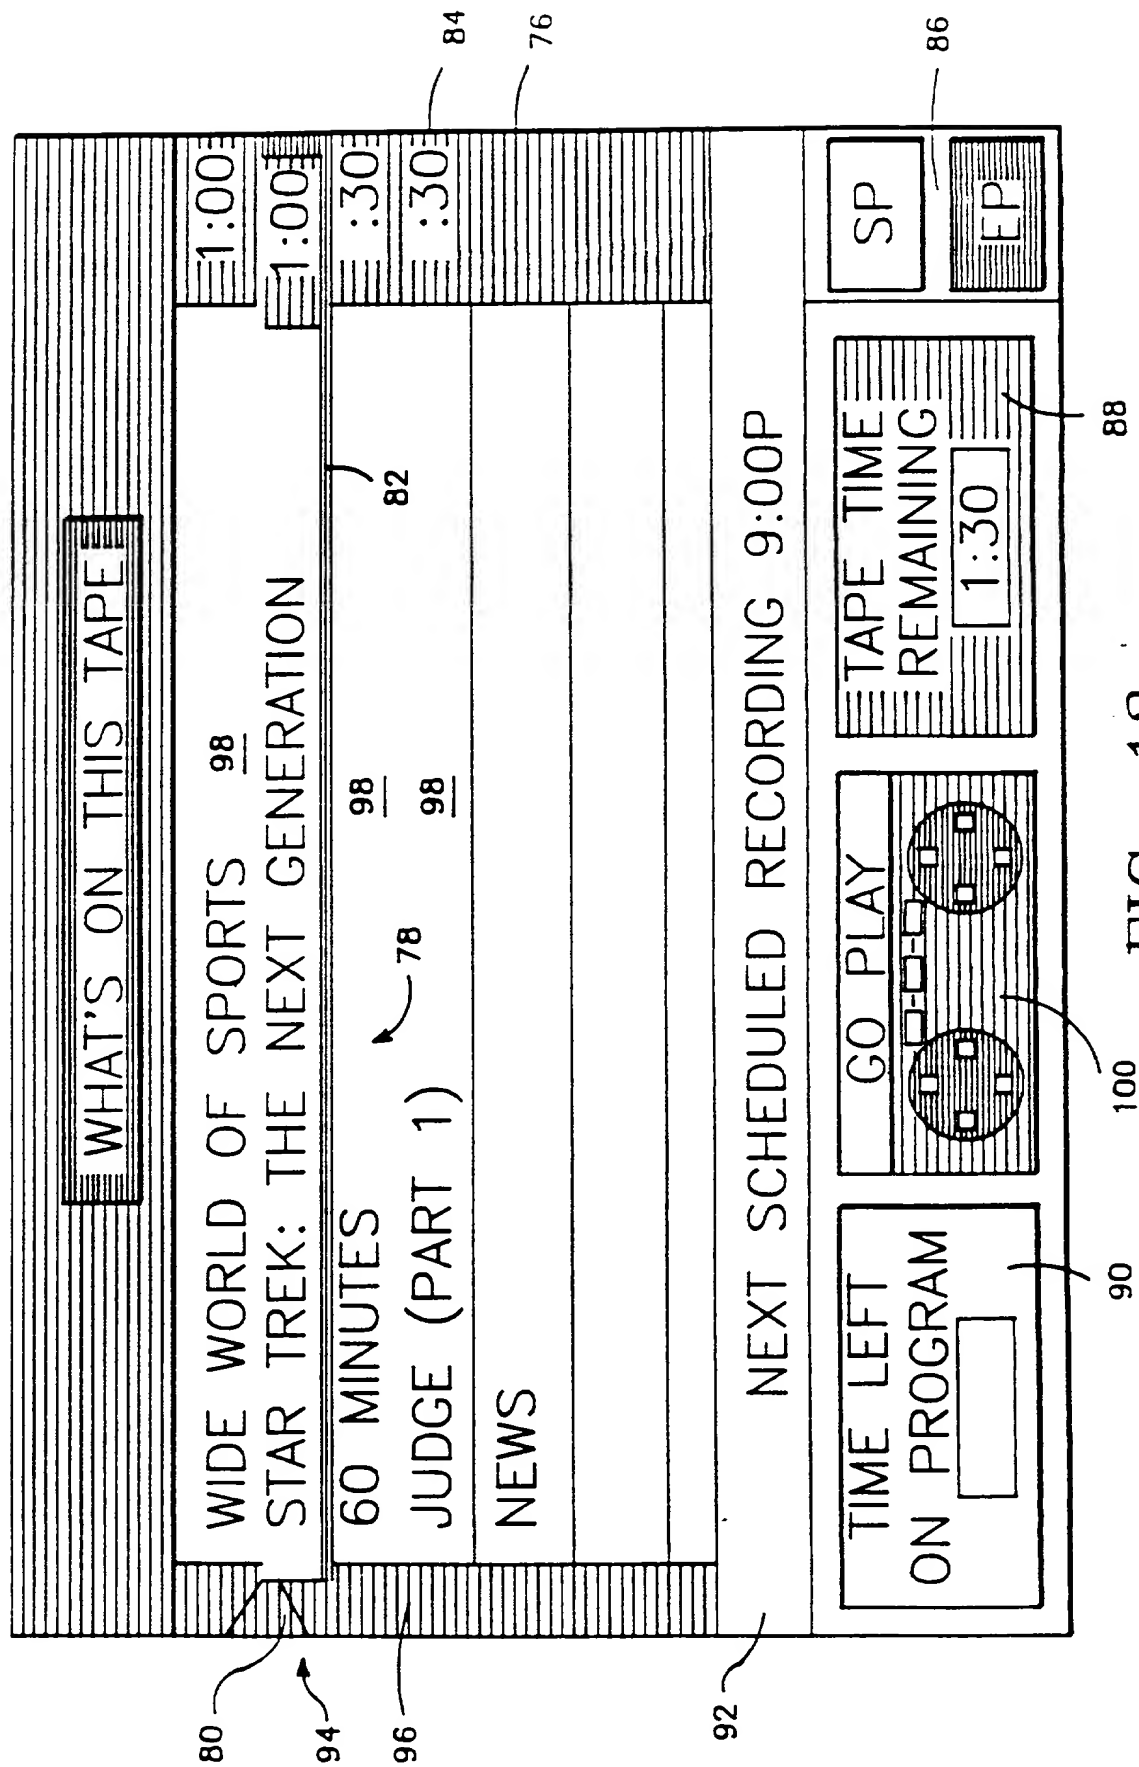 WHAT'S ON THIS TAPE
WIDE WORLD OF SPORTS 98 1:00
STAR TREK: THE NEXT GENERATION 1:00
60 MINUTES 98 :30
JUDGE (PART 1) 98 :30
NEWS
NEXT SCHEDULED RECORDING 9:00P
TIME LEFT
ON PROGRAM
GO PLAY
TAPE TIME
REMAINING
1:30
SP
EP
80
94
96
92
78
82
84
76
86
90
100
88